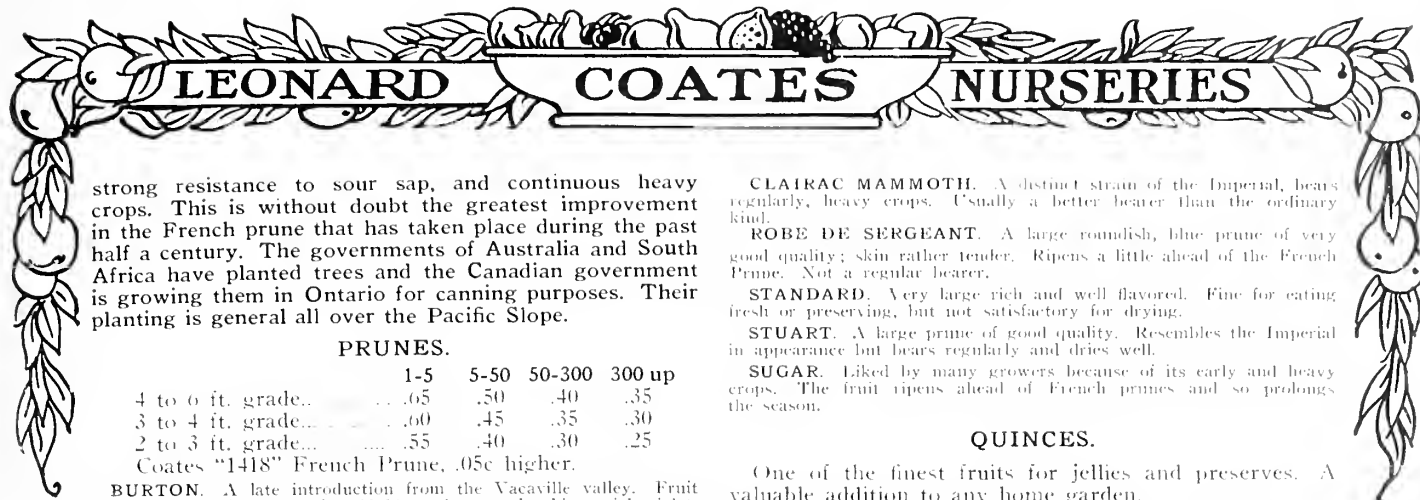 LEONARD COATES NURSERIES
strong resistance to sour sap, and continuous heavy
crops. This is without doubt the greatest improvement
in the French prune that has taken place during the past
half a century. The governments of Australia and South
Africa have planted trees and the Canadian government
is growing them in Ontario for canning purposes. Their
planting is general all over the Pacific Slope.
PRUNES.
1-5 5-50 50-300 300 up
4 to 6 ft. grade.. .. .65 .50 .40 .35
3 to 4 ft. grade... .. .60 .45 .35 .30
2 to 3 ft. grade... .... .55 .40 .30 .25
Coates "1418" French Prune, .05c higher.
BURTON. A late introduction from the Vacaville valley. Fruit
CLAIRAC MAMMOTH. A distinct strain of the Imperial, bears
regularly, heavy crops. Usually a better bearer than the ordinary
kind.
ROBE DE SERGEANT. A large roundish, blue prune of very
good quality; skin rather tender. Ripens a little ahead of the French
Prune. Not a regular bearer.
STANDARD. Very large rich and well flavored. Fine for eating
fresh or preserving, but not satisfactory for drying.
STUART. A large prune of good quality. Resembles the Imperial
in appearance but bears regularly and dries well.
SUGAR. Liked by many growers because of its early and heavy
crops. The fruit ripens ahead of French prunes and so prolongs
the season.
QUINCES.
One of the finest fruits for jellies and preserves. A
valuable addition to any home garden.